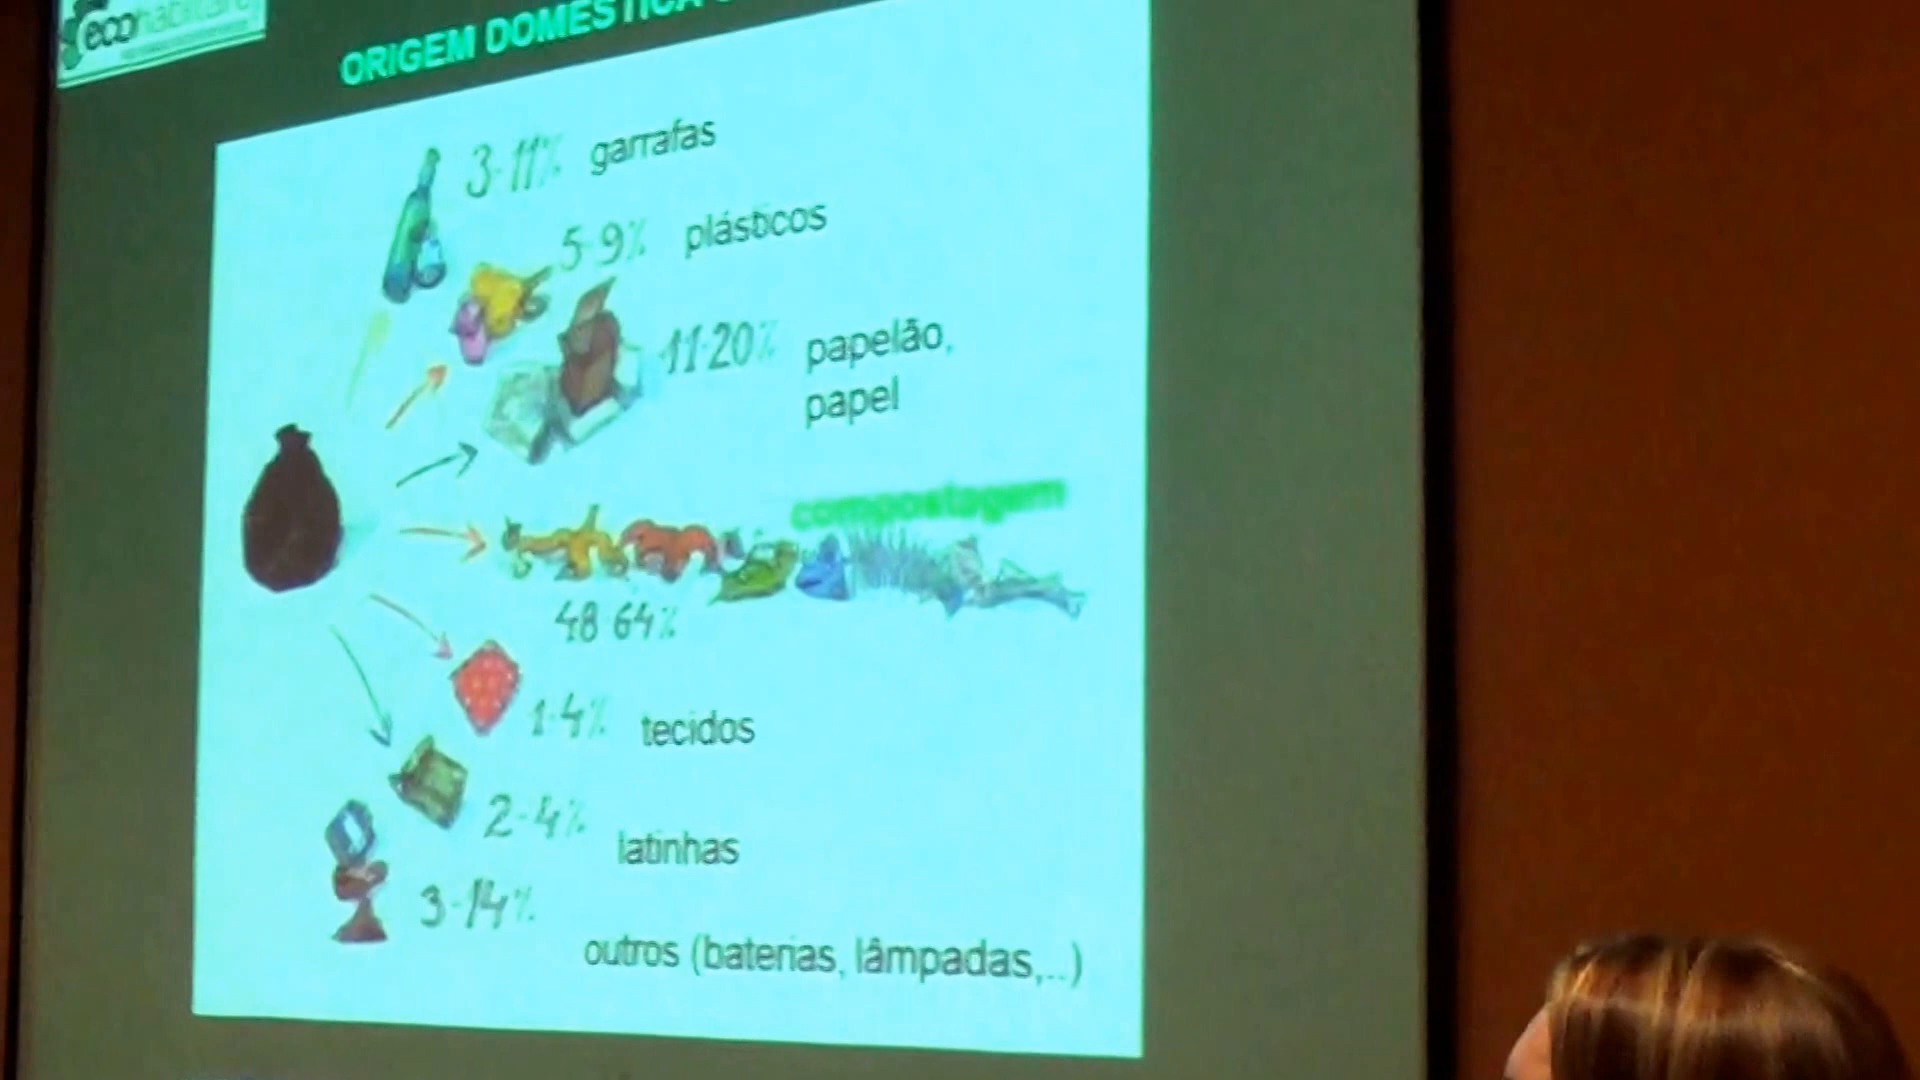 ecohabitare
ORIGEM DOMÉSTICA
3-11% garrafas
5-9% plásticos
11-20% papelão,
papel
compostagem
48 64%
1-4% tecidos
2-4%
latinhas
3-14%
outros (baterias, lâmpadas,...)